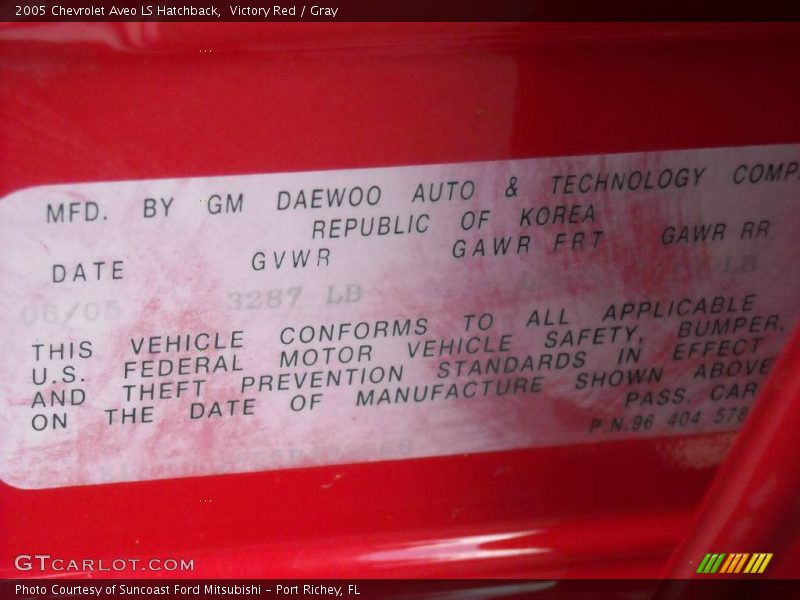 2005 Chevrolet Aveo LS Hatchback,  Victory Red / Gray
MFD. BY GM DAEWOO AUTO & TECHNOLOGY COMP
REPUBLIC OF KOREA
DATE GVWR GAWR FRT GAWR RR
06/05 3287 LB LB
THIS VEHICLE CONFORMS TO ALL APPLICABLE
U.S. FEDERAL MOTOR VEHICLE SAFETY, BUMPER,
AND THEFT PREVENTION STANDARDS IN EFFECT
ON THE DATE OF MANUFACTURE SHOWN ABOVE
PASS. CAR
P.N.96 404 578
GTCARLOT.COM
Photo Courtesy of Suncoast Ford Mitsubishi - Port Richey, FL